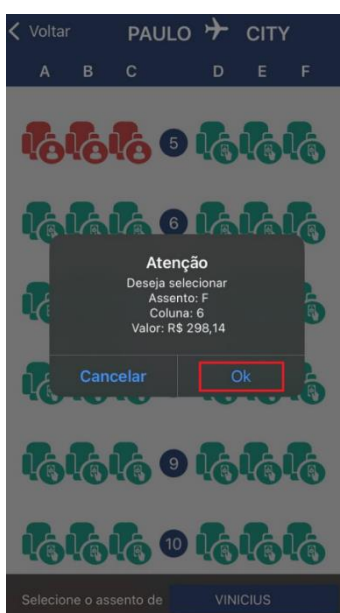 Voltar PAULO CITY
A B C D E F
5
6
Atenção
Deseja selecionar
Assento: F
Coluna: 6
Valor: R$ 298,14
Cancelar Ok
9
10
Selecione o assento de VINICIUS